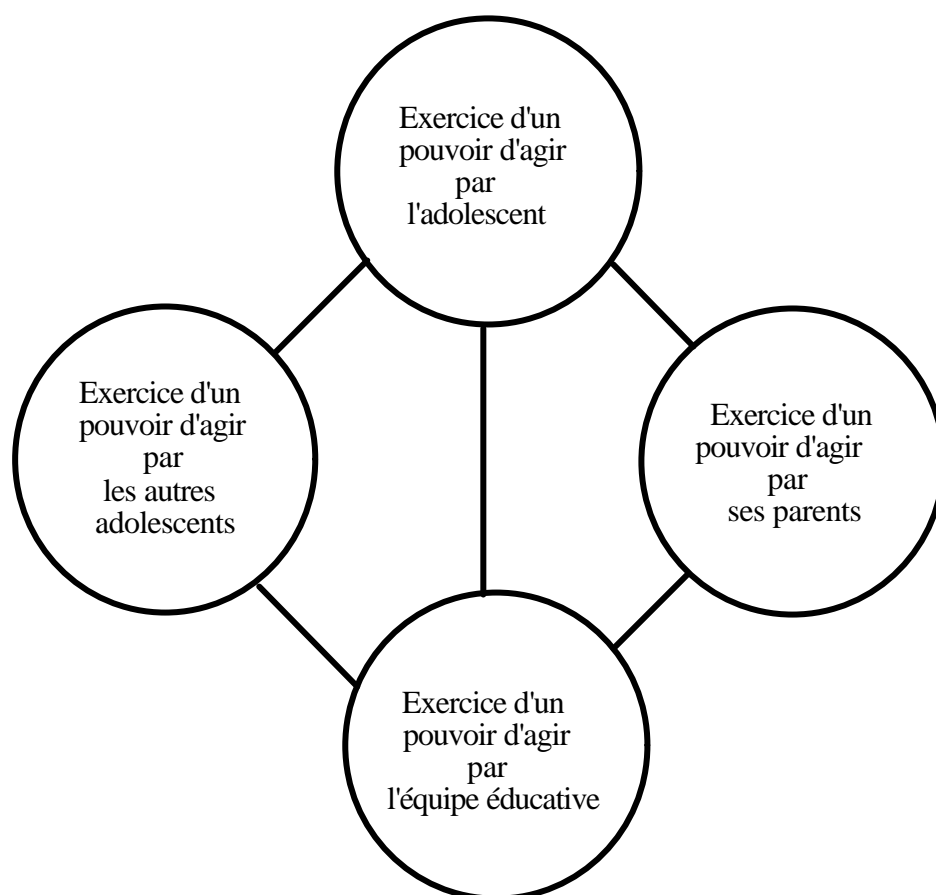 Exercice d'un
pouvoir d'agir
par
l'adolescent
Exercice d'un
pouvoir d'agir
par
les autres
adolescents
Exercice d'un
pouvoir d'agir
par
ses parents
Exercice d'un
pouvoir d'agir
par
l'équipe éducative